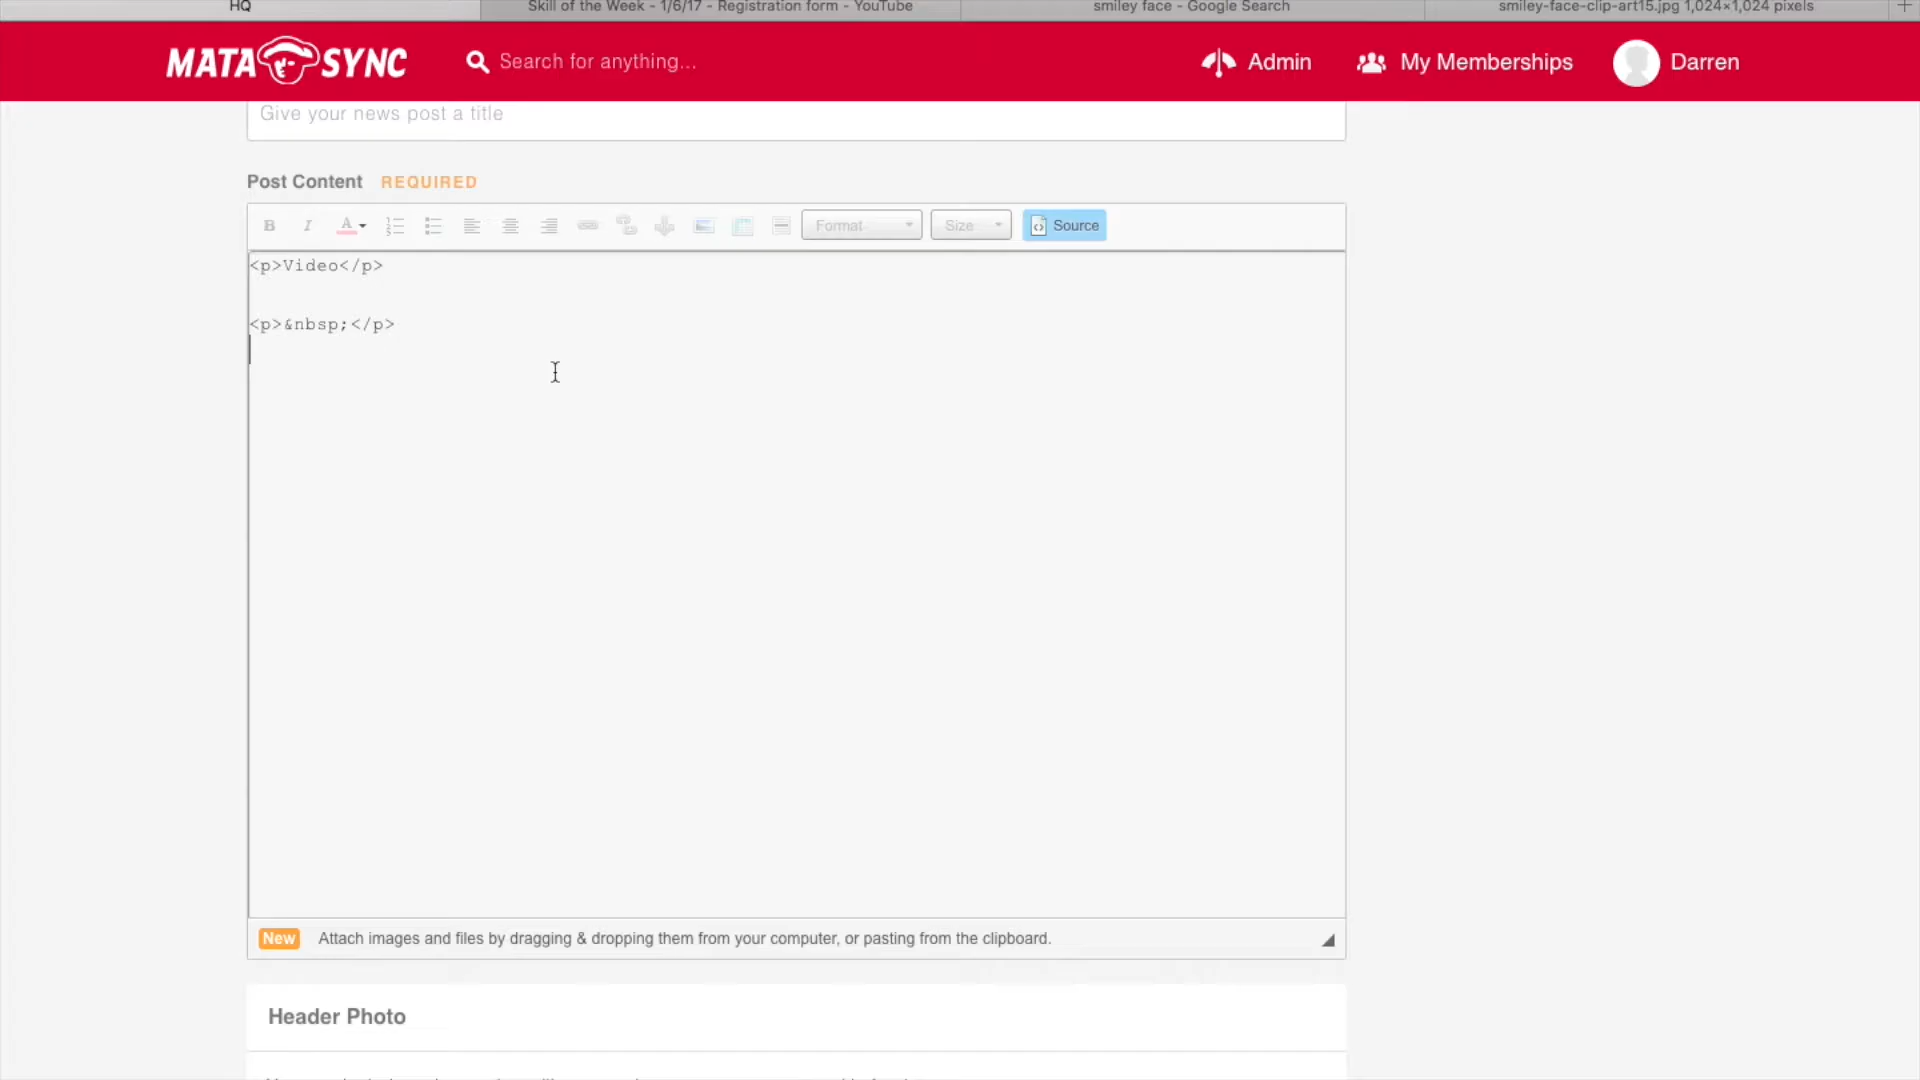 HQ
Skill of the Week - 1/6/17 - Registration form - YouTube
smiley face - Google Search
smiley-face-clip-art15.jpg 1,024×1,024 pixels
MATA SYNC
Search for anything...
Admin
My Memberships
Darren
Give your news post a title
Post Content REQUIRED
B I A Format Size Source
<p>Video</p>
<p>&nbsp;</p>
New Attach images and files by dragging & dropping them from your computer, or pasting from the clipboard.
Header Photo